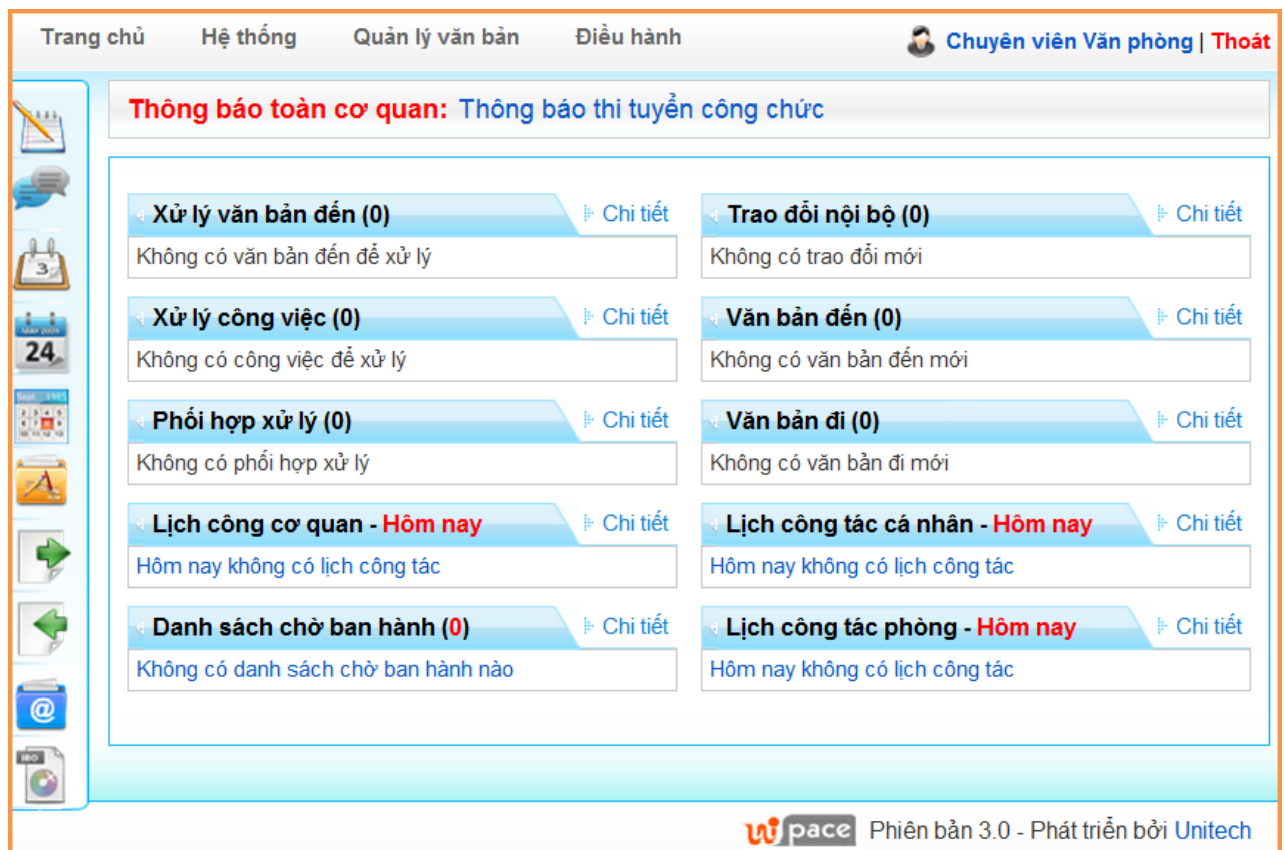 Trang chủ Hệ thống Quản lý văn bản Điều hành Chuyên viên Văn phòng | Thoát
Thông báo toàn cơ quan: Thông báo thi tuyển công chức
Xử lý văn bản đến (0) Chi tiết
Không có văn bản đến để xử lý
Trao đổi nội bộ (0) Chi tiết
Không có trao đổi mới
Xử lý công việc (0) Chi tiết
Không có công việc để xử lý
Văn bản đến (0) Chi tiết
Không có văn bản đến mới
Phối hợp xử lý (0) Chi tiết
Không có phối hợp xử lý
Văn bản đi (0) Chi tiết
Không có văn bản đi mới
Lịch công cơ quan - Hôm nay Chi tiết
Hôm nay không có lịch công tác
Lịch công tác cá nhân - Hôm nay Chi tiết
Hôm nay không có lịch công tác
Danh sách chờ ban hành (0) Chi tiết
Không có danh sách chờ ban hành nào
Lịch công tác phòng - Hôm nay Chi tiết
Hôm nay không có lịch công tác
3
24
@
ISO
pace Phiên bản 3.0 - Phát triển bởi Unitech